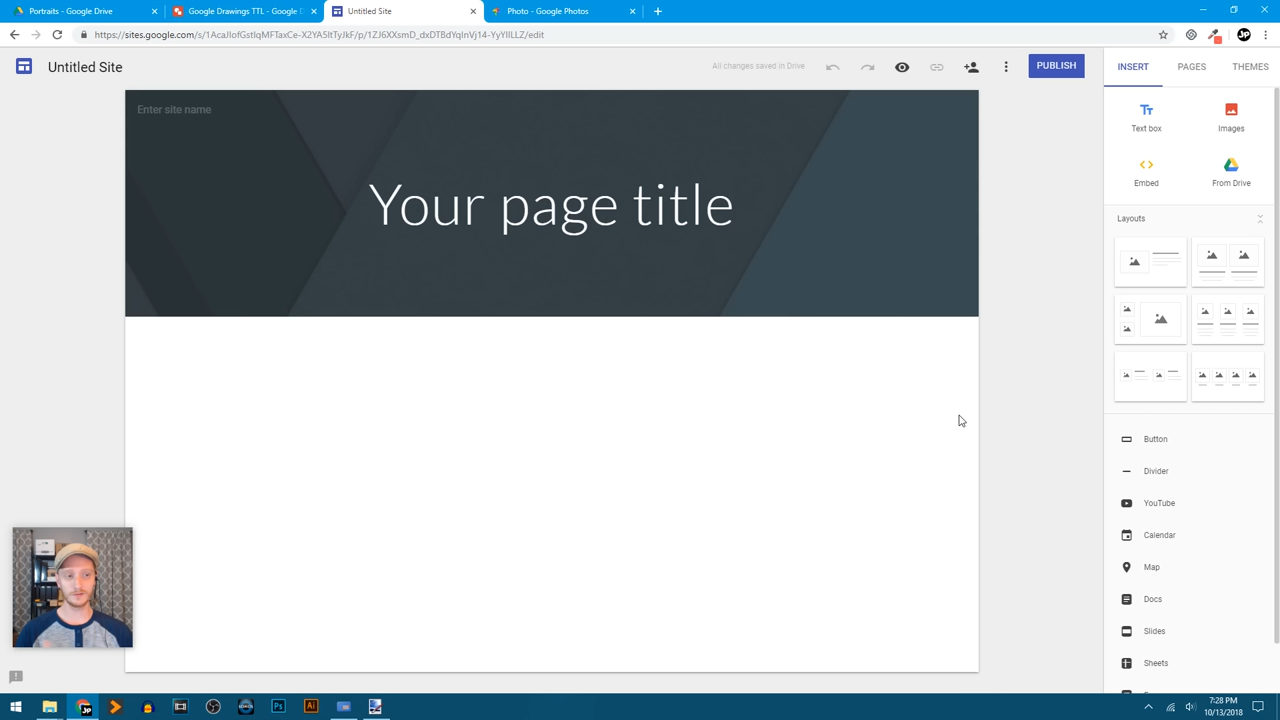 Portraits - Google Drive
Google Drawings TTL - Google D
Untitled Site
Photo - Google Photos
Untitled Site
All changes saved in Drive
PUBLISH
INSERT
PAGES
THEMES
Enter site name
Your page title
Text box
Images
Embed
From Drive
Layouts
Button
Divider
YouTube
Calendar
Map
Docs
Slides
Sheets
7:28 PM
10/13/2018